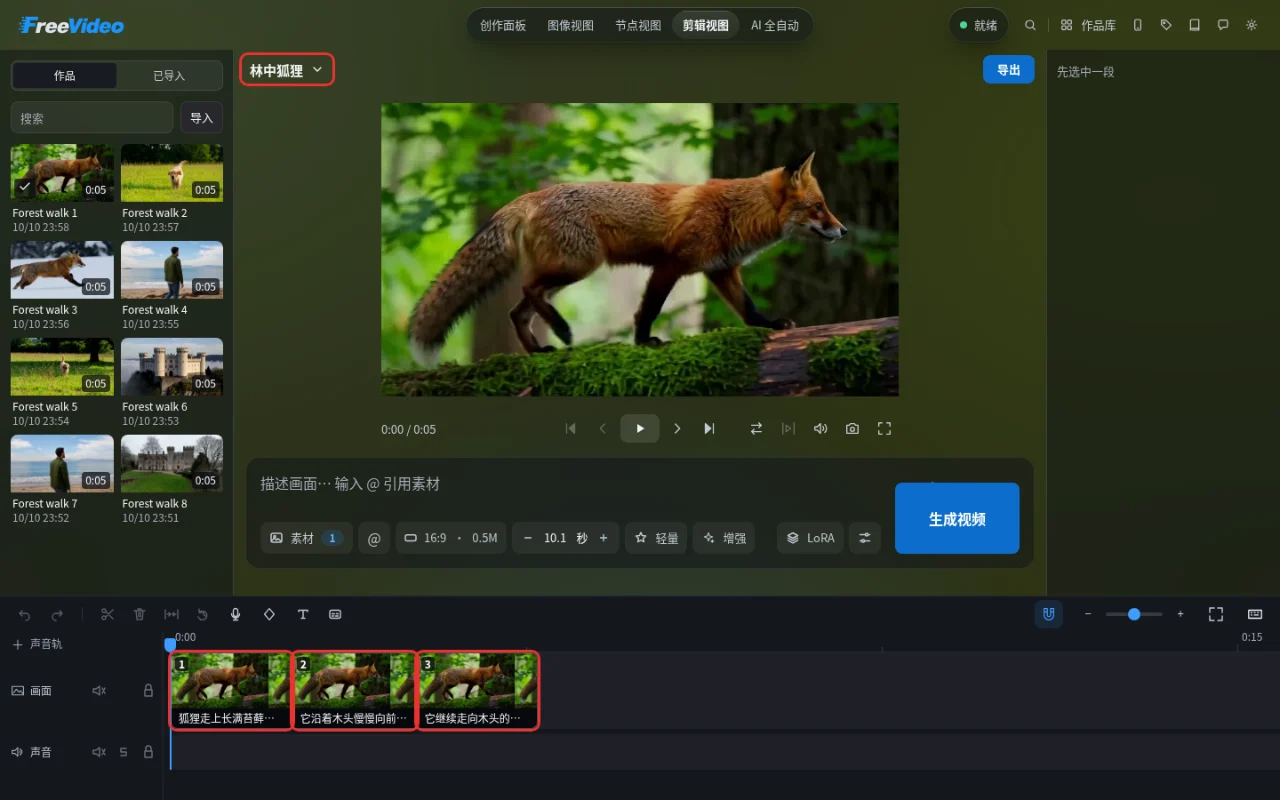 FreeVideo
创作面板
图像视图
节点视图
剪辑视图
AI 全自动
就绪
作品库
作品
已导入
林中狐狸
导出
先选中一段
搜索
导入
0:05
0:05
Forest walk 1
Forest walk 2
10/10 23:58
10/10 23:57
0:05
0:05
Forest walk 3
Forest walk 4
10/10 23:56
10/10 23:55
0:05
0:05
Forest walk 5
Forest walk 6
10/10 23:54
10/10 23:53
0:05
0:05
Forest walk 7
Forest walk 8
10/10 23:52
10/10 23:51
0:00 / 0:05
描述画面… 输入 @ 引用素材
生成视频
素材 1
@
16:9 · 0.5M
− 10.1 秒 +
轻量
增强
LoRA
0:00
0:15
声音轨
画面
1
2
3
狐狸走上长满苔藓…
它沿着木头慢慢向前…
它继续走向木头的…
声音
S